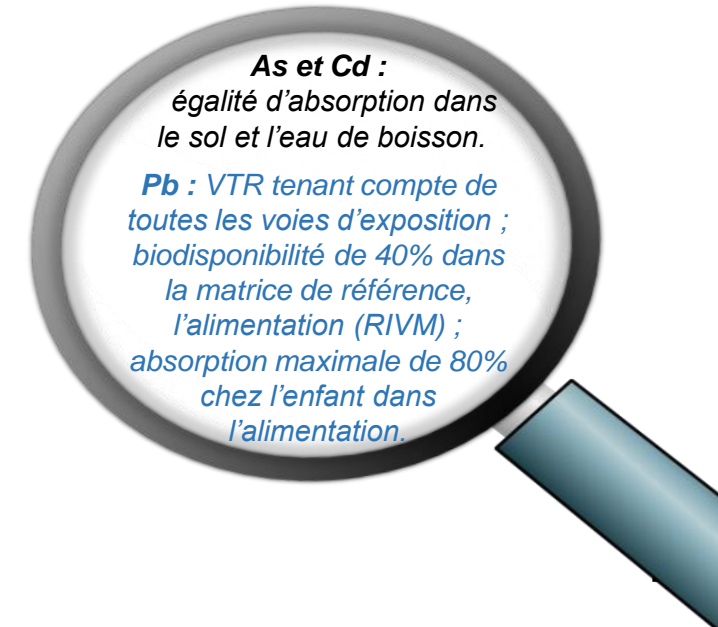 As et Cd :
égalité d’absorption dans
le sol et l’eau de boisson.
Pb : VTR tenant compte de
toutes les voies d’exposition ;
biodisponibilité de 40% dans
la matrice de référence,
l’alimentation (RIVM) ;
absorption maximale de 80%
chez l’enfant dans
l’alimentation.